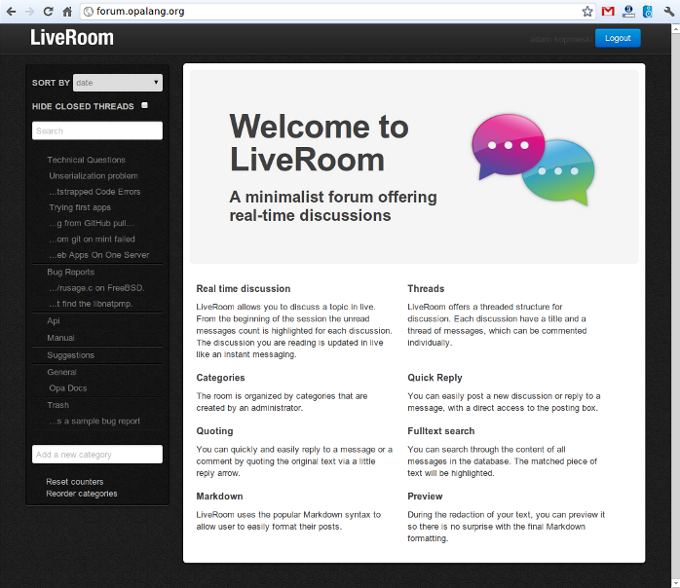 forum.opalang.org
LiveRoom
Logout
SORT BY date
HIDE CLOSED THREADS
Search
Technical Questions
Unserialization problem
...tstrapped Code Errors
Trying first apps
...g from GitHub pull...
...om git on mint failed
...eb Apps On One Server
Bug Reports
.../rusage.c on FreeBSD.
...t find the libnatpmp.
Api
Manual
Suggestions
General
Opa Docs
Trash
...s a sample bug report
Add a new category
Reset counters
Reorder categories
Welcome to
LiveRoom
A minimalist forum offering
real-time discussions
Real time discussion
LiveRoom allows you to discuss a topic in live.
From the beginning of the session the unread
messages count is highlighted for each discussion.
The discussion you are reading is updated in live
like an instant messaging.
Threads
LiveRoom offers a threaded structure for
discussion. Each discussion have a title and a
thread of messages, which can be commented
individually.
Categories
The room is organized by categories that are
created by an administrator.
Quick Reply
You can easily post a new discussion or reply to a
message, with a direct access to the posting box.
Quoting
You can quickly and easily reply to a message or a
comment by quoting the original text via a little
reply arrow.
Fulltext search
You can search through the content of all
messages in the database. The matched piece of
text will be highlighted.
Markdown
LiveRoom uses the popular Markdown syntax to
allow user to easily format their posts.
Preview
During the redaction of your text, you can preview it
so there is no surprise with the final Markdown
formatting.